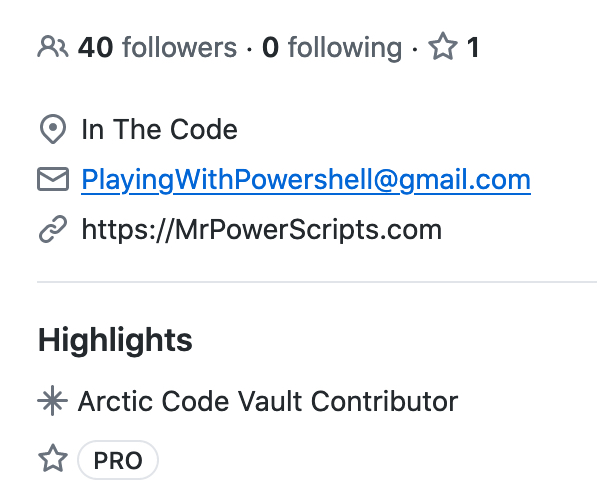 40 followers · 0 following · 1
In The Code
PlayingWithPowershell@gmail.com
https://MrPowerScripts.com
Highlights
Arctic Code Vault Contributor
PRO